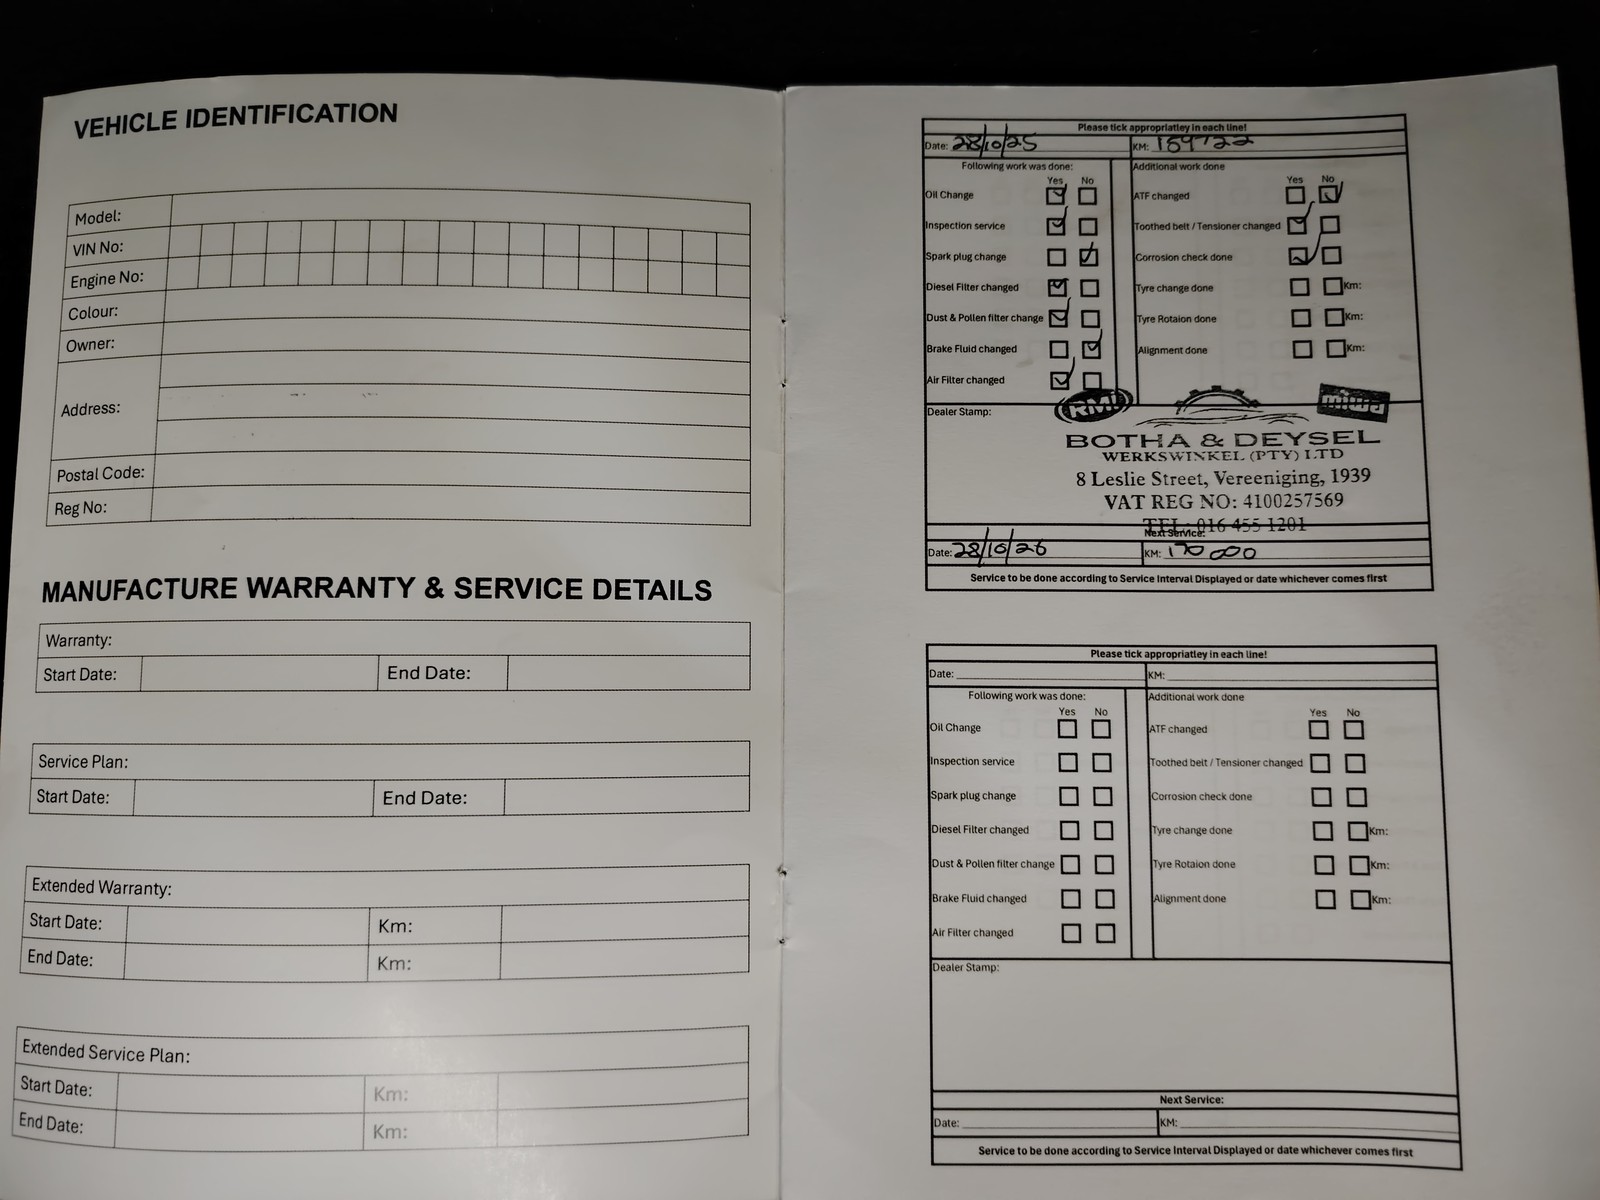 VEHICLE IDENTIFICATION
Model:
VIN No:
Engine No:
Colour:
Owner:
Address:
Postal Code:
Reg No:
MANUFACTURE WARRANTY & SERVICE DETAILS
Warranty:
Start Date: End Date:
Service Plan:
Start Date: End Date:
Extended Warranty:
Start Date: Km:
End Date: Km:
Extended Service Plan:
Start Date: Km:
End Date: Km:
Please tick appropriatley in each line!
Date: 28/10/25 KM: 159722
Following work was done: Additional work done
Yes No Yes No
Oil Change ATF changed
Inspection service Toothed belt / Tensioner changed
Spark plug change Corrosion check done
Diesel Filter changed Tyre change done Km:
Dust & Pollen filter change Tyre Rotaion done Km:
Brake Fluid changed Alignment done Km:
Air Filter changed
Dealer Stamp: RMI miwa
BOTHA & DEYSEL
WERKSWINKEL (PTY) LTD
8 Leslie Street, Vereeniging, 1939
VAT REG NO: 4100257569
TEL: 016 455 1201
Next Service:
Date: 28/10/26 KM: 170 000
Service to be done according to Service Interval Displayed or date whichever comes first
Please tick appropriatley in each line!
Date: KM:
Following work was done: Additional work done
Yes No Yes No
Oil Change ATF changed
Inspection service Toothed belt / Tensioner changed
Spark plug change Corrosion check done
Diesel Filter changed Tyre change done Km:
Dust & Pollen filter change Tyre Rotaion done Km:
Brake Fluid changed Alignment done Km:
Air Filter changed
Dealer Stamp:
Next Service:
Date: KM:
Service to be done according to Service Interval Displayed or date whichever comes first